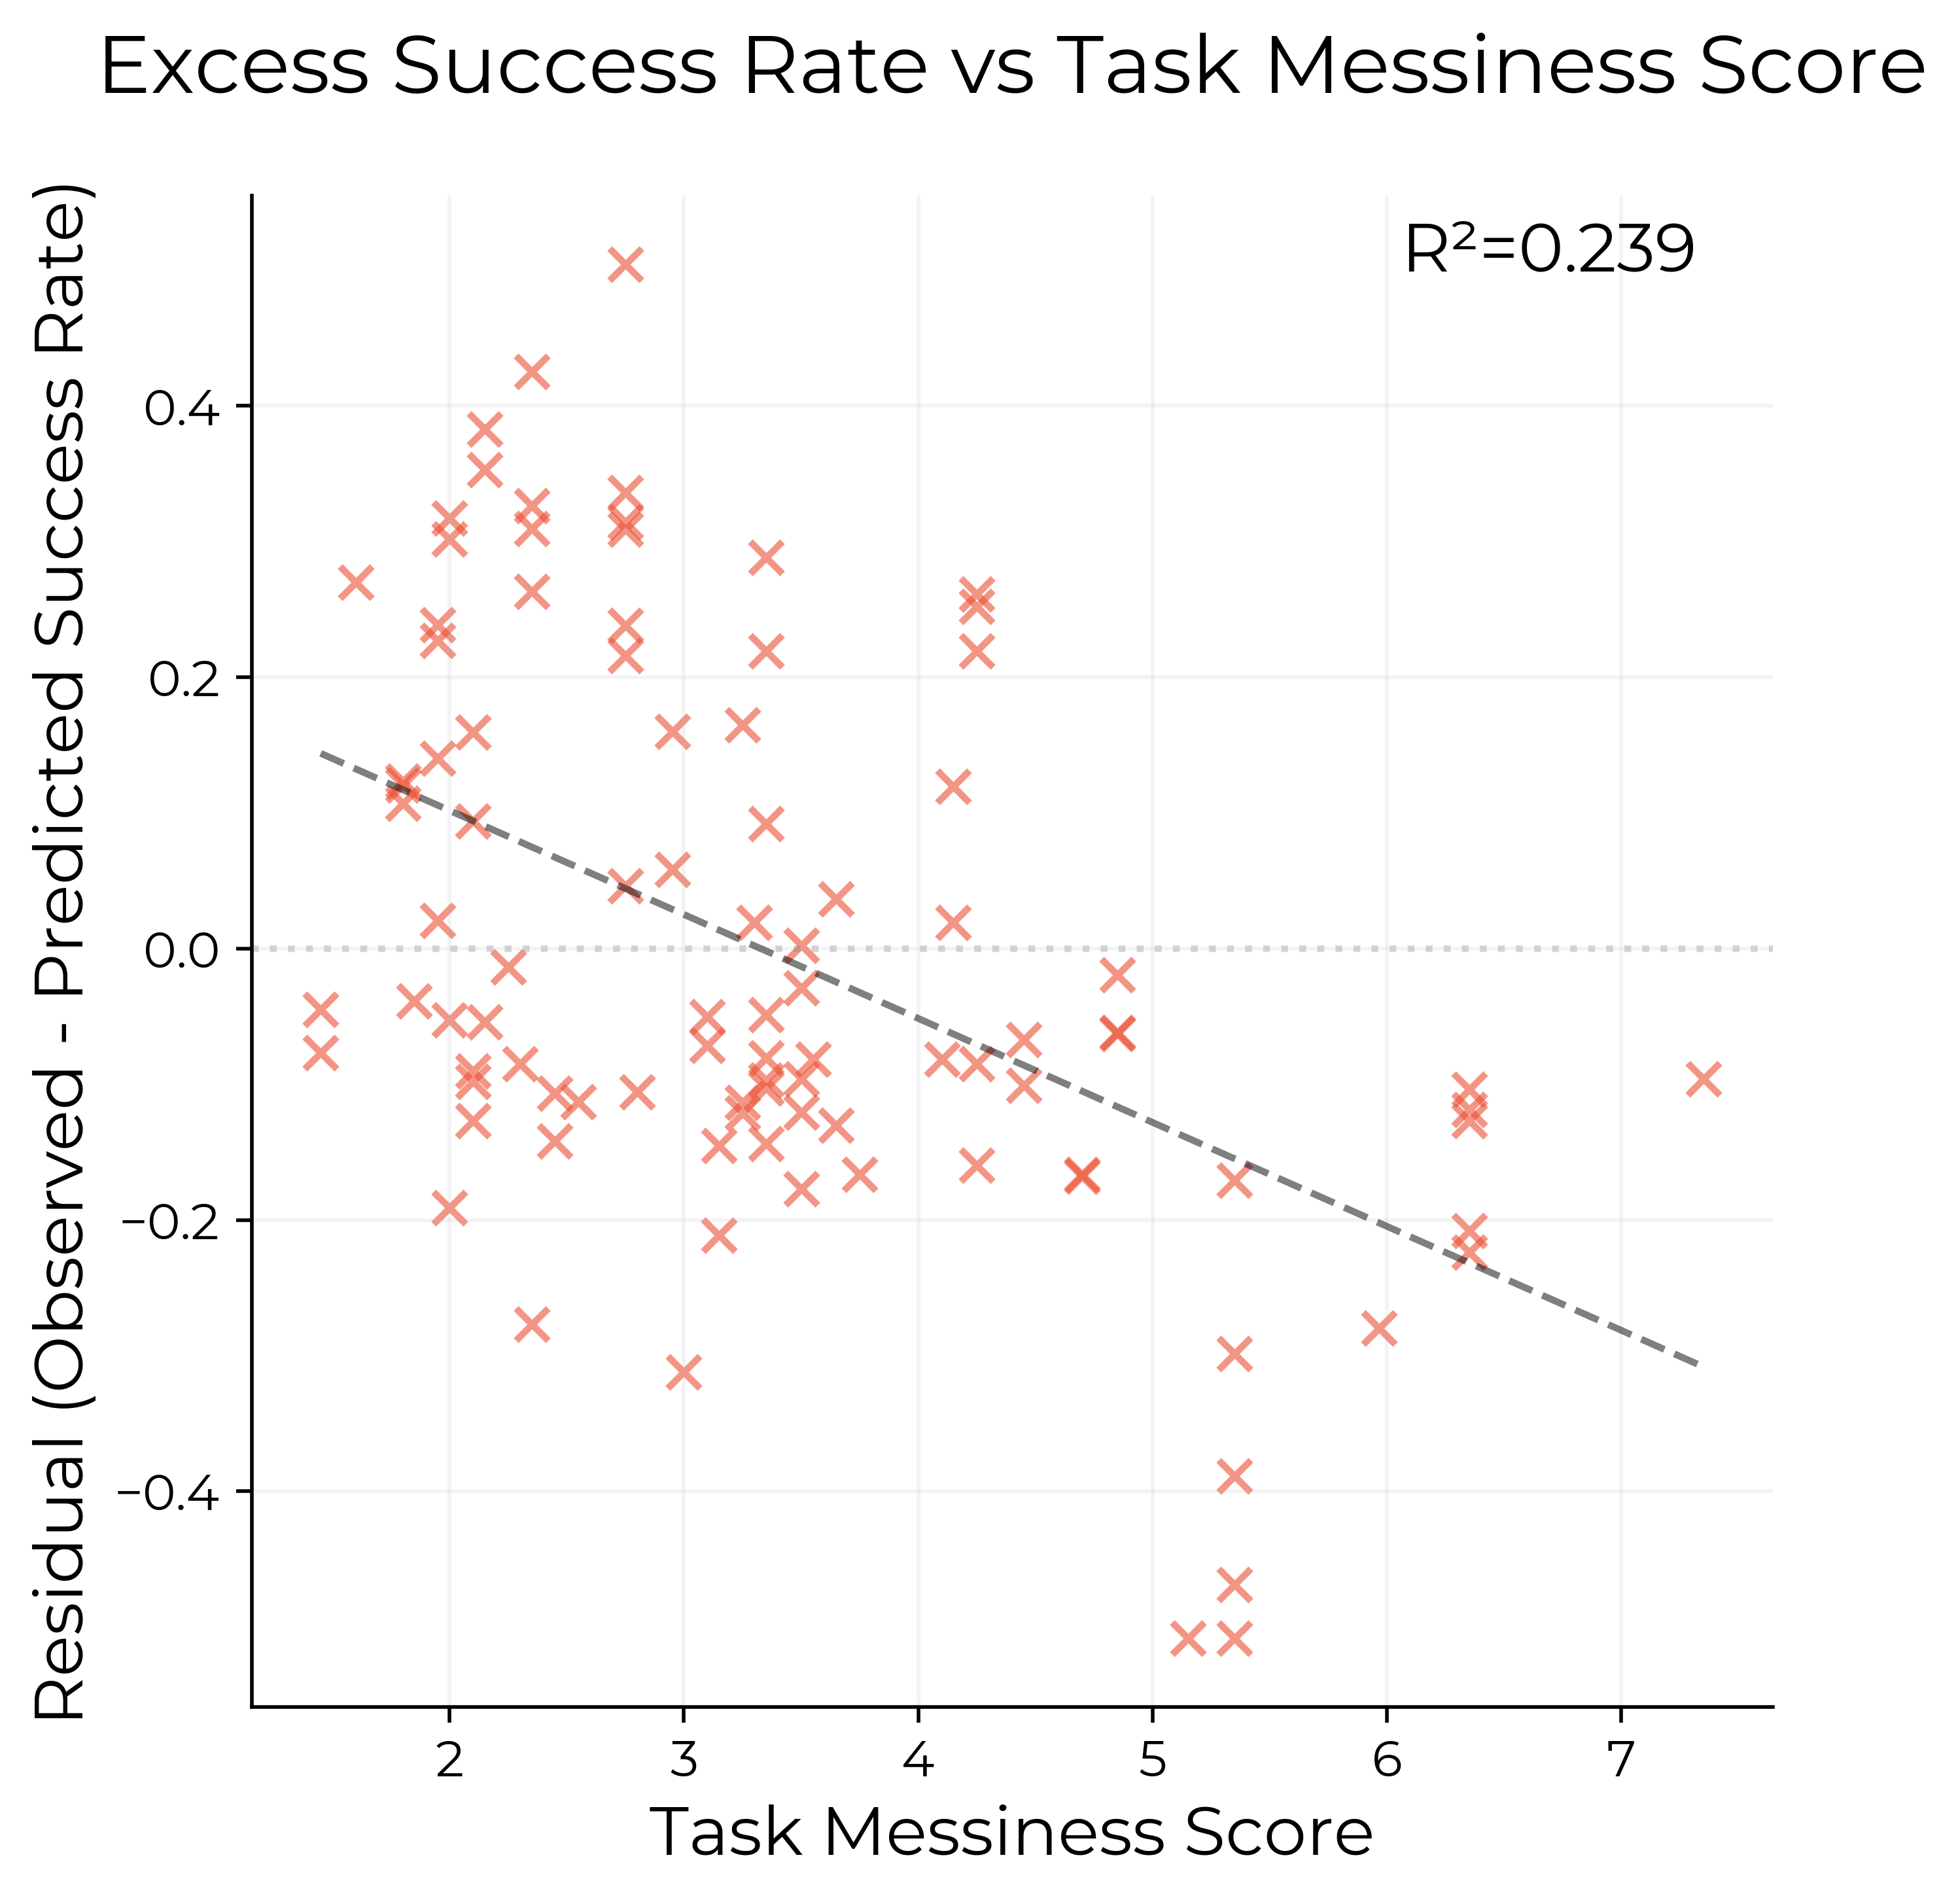 Excess Success Rate vs Task Messiness Score
R²=0.239
Residual (Observed - Predicted Success Rate)
0.4
0.2
0.0
−0.2
−0.4
2 3 4 5 6 7
Task Messiness Score